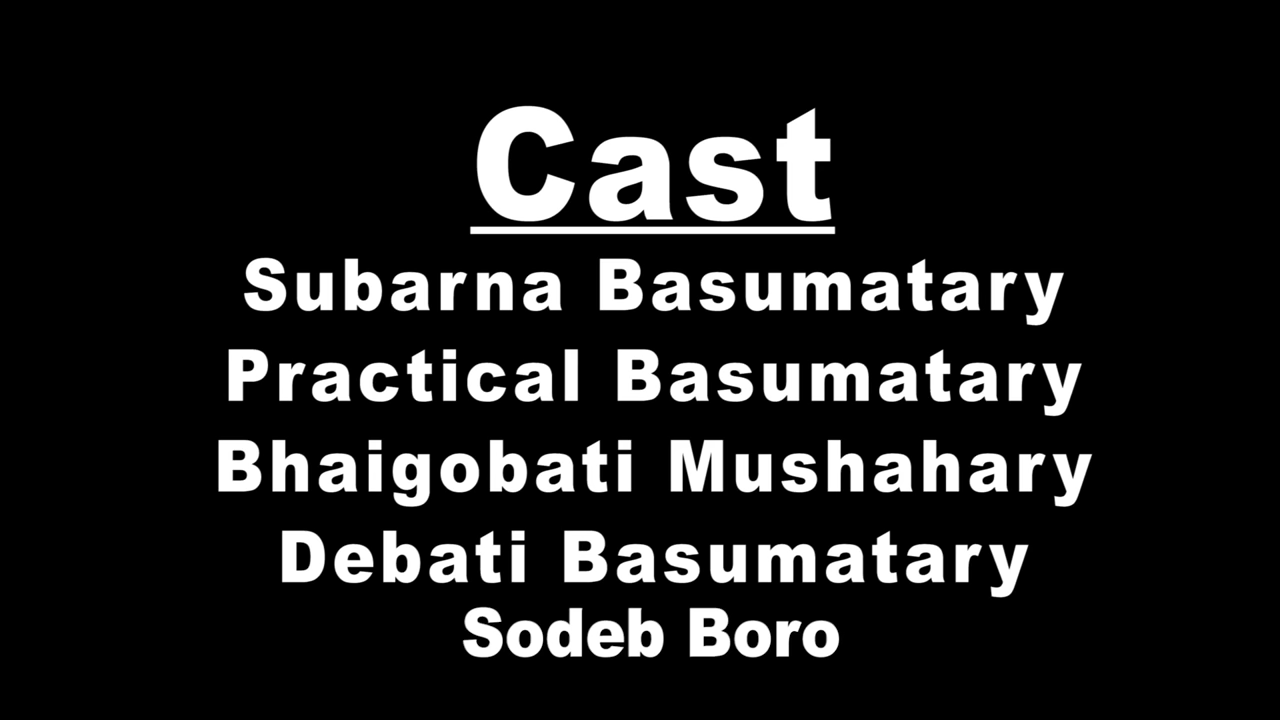 Cast
Subarna Basumatary
Practical Basumatary
Bhaigobati Mushahary
Debati Basumatary
Sodeb Boro